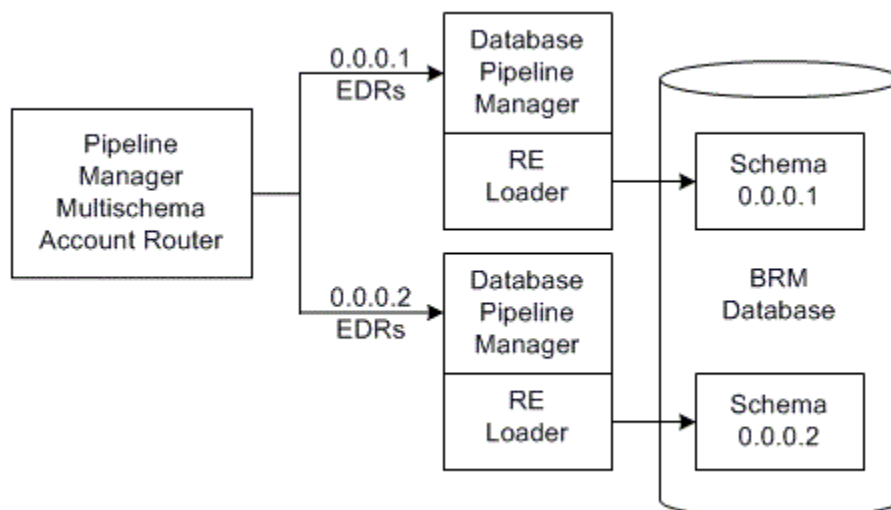 Pipeline
Manager
Multischema
Account Router
0.0.0.1
EDRs
Database
Pipeline
Manager
RE
Loader
Schema
0.0.0.1
0.0.0.2
EDRs
Database
Pipeline
Manager
RE
Loader
BRM
Database
Schema
0.0.0.2